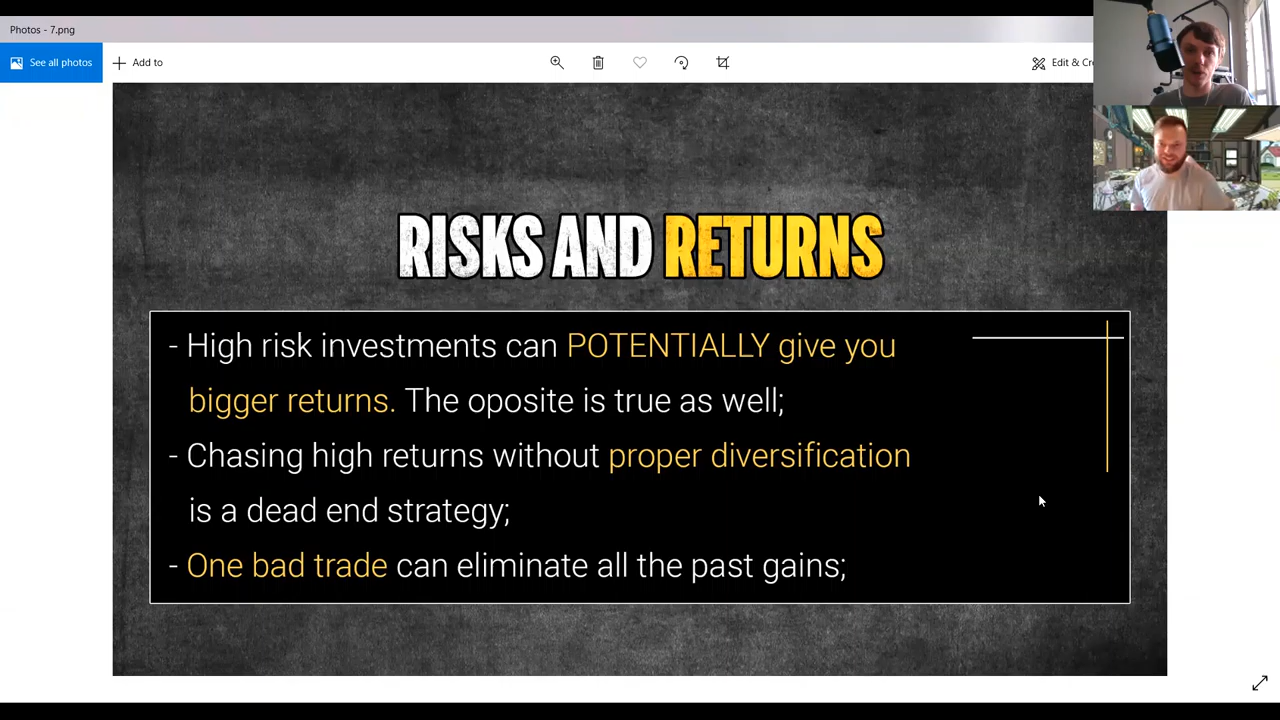 Photos - 7.png
See all photos
Add to
Edit & Cr
RISKS AND RETURNS
- High risk investments can POTENTIALLY give you
bigger returns. The oposite is true as well;
- Chasing high returns without proper diversification
is a dead end strategy;
- One bad trade can eliminate all the past gains;